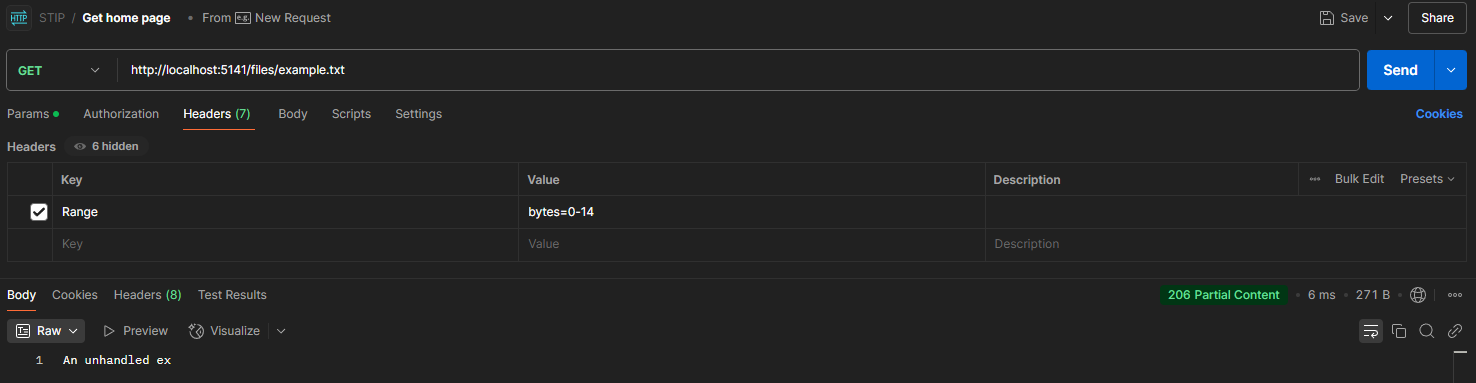 HTTP STIP / Get home page • From e.g. New Request Save Share
GET http://localhost:5141/files/example.txt Send
Params Authorization Headers (7) Body Scripts Settings Cookies
Headers 6 hidden
Key Value Description Bulk Edit Presets
Range bytes=0-14
Key Value Description
Body Cookies Headers (8) Test Results 206 Partial Content • 6 ms • 271 B
Raw Preview Visualize
1 An unhandled ex